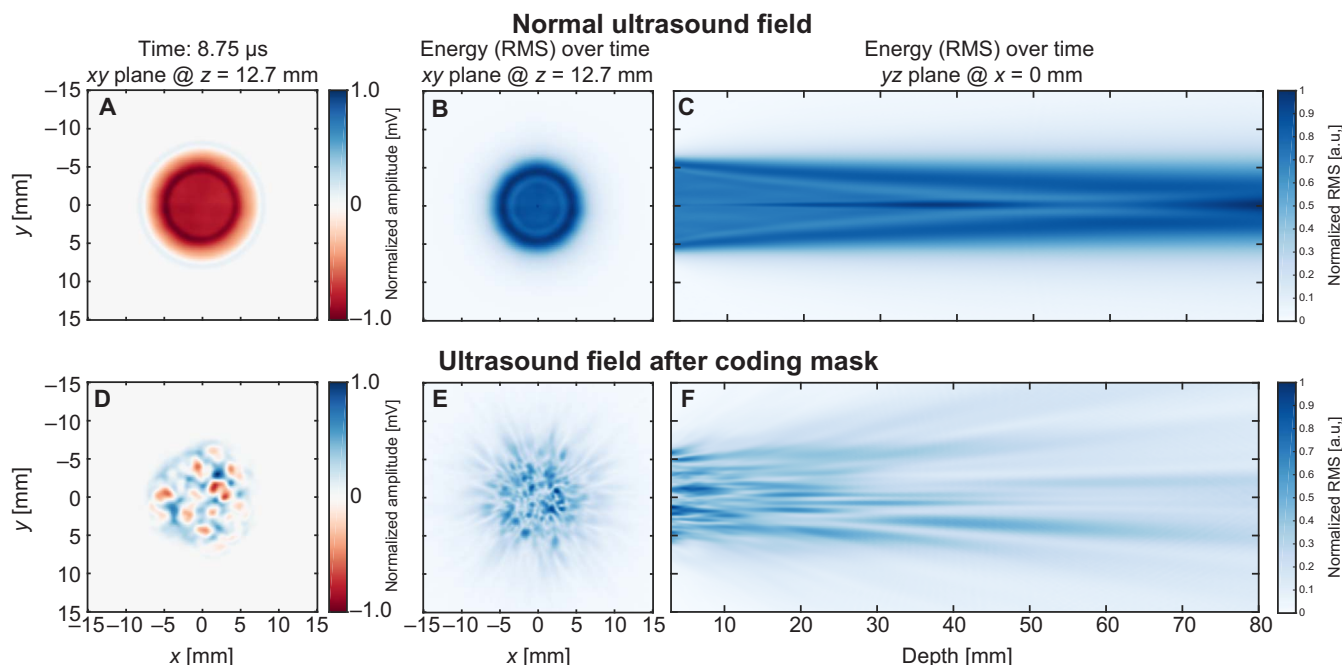 Normal ultrasound field
Time: 8.75 µs
xy plane @ z = 12.7 mm
Energy (RMS) over time
xy plane @ z = 12.7 mm
Energy (RMS) over time
yz plane @ x = 0 mm
A
B
C
y [mm]
–15
–10
–5
0
5
10
15
1.0
0
–1.0
Normalized amplitude [mV]
–15 –10 –5 0 5 10 15
1
0.9
0.8
0.7
0.6
0.5
0.4
0.3
0.2
0.1
0
Normalized RMS [a.u.]
Ultrasound field after coding mask
D
E
F
y [mm]
–15
–10
–5
0
5
10
15
1.0
0
–1.0
Normalized amplitude [mV]
1
0.9
0.8
0.7
0.6
0.5
0.4
0.3
0.2
0.1
0
Normalized RMS [a.u.]
–15 –10 –5 0 5 10 15
–15 –10 –5 0 5 10 15
10 20 30 40 50 60 70 80
x [mm]
x [mm]
Depth [mm]